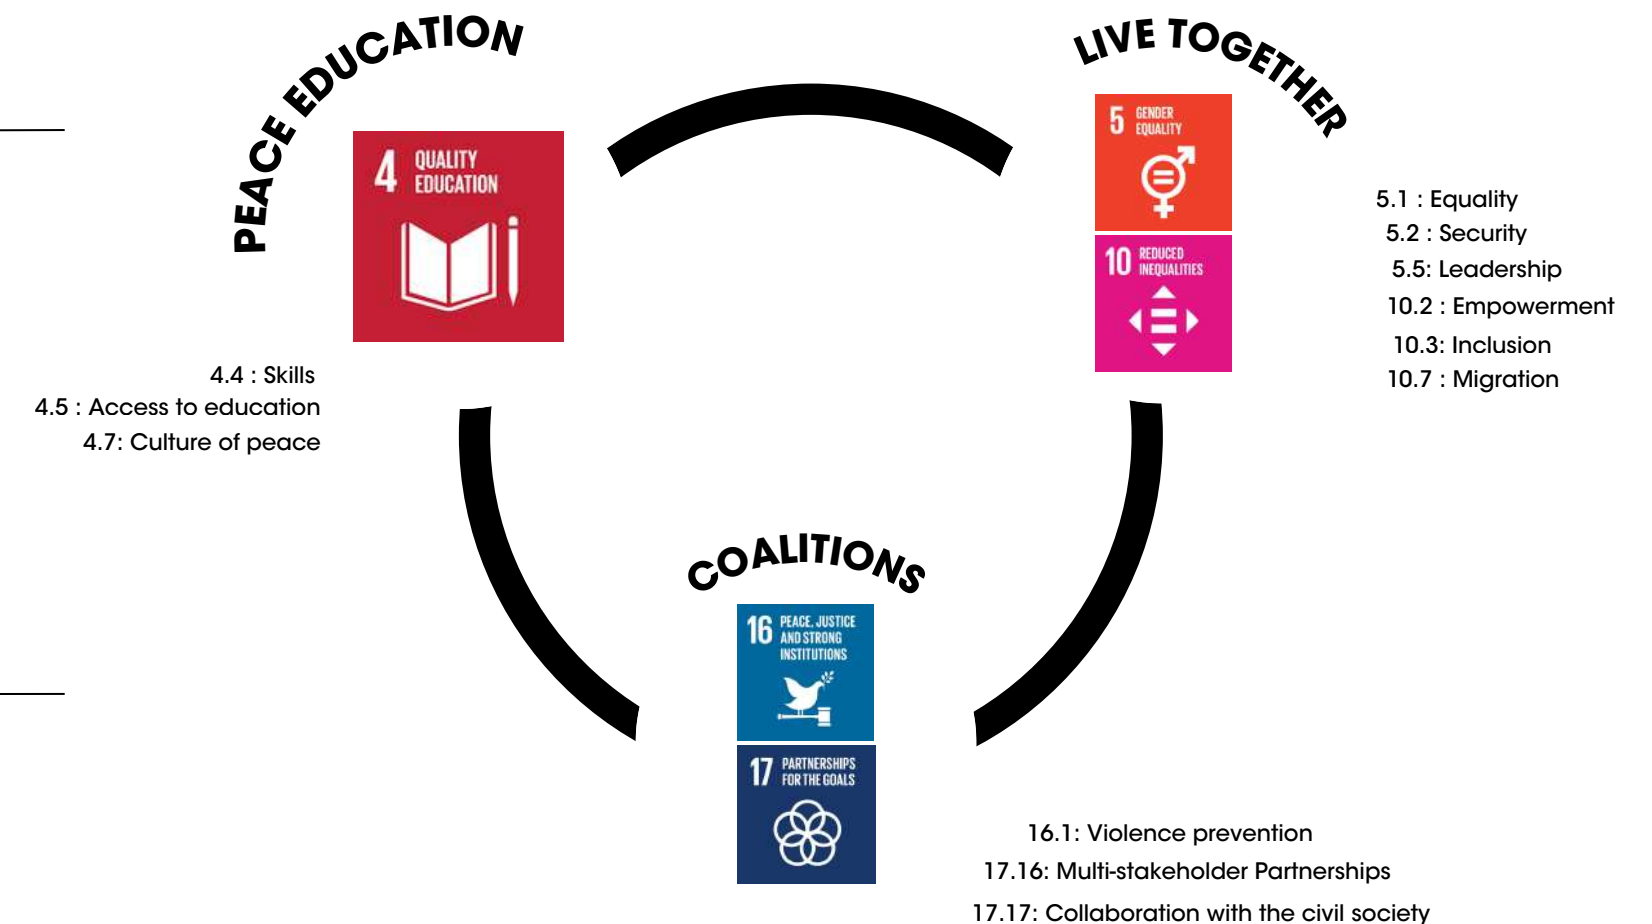 PEACE EDUCATION
4 QUALITY
EDUCATION
4.4 : Skills
4.5 : Access to education
4.7: Culture of peace
LIVE TOGETHER
5 GENDER
EQUALITY
10 REDUCED
INEQUALITIES
5.1 : Equality
5.2 : Security
5.5: Leadership
10.2 : Empowerment
10.3: Inclusion
10.7 : Migration
COALITIONS
16 PEACE, JUSTICE
AND STRONG
INSTITUTIONS
17 PARTNERSHIPS
FOR THE GOALS
16.1: Violence prevention
17.16: Multi-stakeholder Partnerships
17.17: Collaboration with the civil society